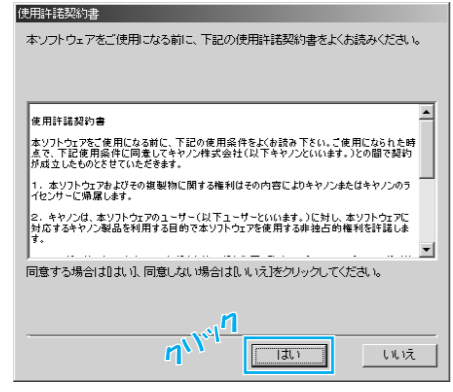 使用許諾契約書
本ソフトウェアをご使用になる前に、下記の使用許諾契約書をよくお読みください。
使用許諾契約書
本ソフトウェアをご使用になる前に、下記の使用条件をよくお読み下さい。ご使用になられた時
点で、下記使用条件に同意してキヤノン株式会社(以下キヤノンといいます。)との間で契約
が成立したものとさせていただきます。
1. 本ソフトウェアおよびその複製物に関する権利はその内容によりキヤノンまたはキヤノンのラ
イセンサーに帰属します。
2. キヤノンは、本ソフトウェアのユーザー(以下ユーザーといいます。)に対し、本ソフトウェアに
対応するキヤノン製品を利用する目的で本ソフトウェアを使用する非独占的権利を許諾しま
す。
同意する場合は[はい]、同意しない場合は[いいえ]をクリックしてください。
クリック
はい
いいえ